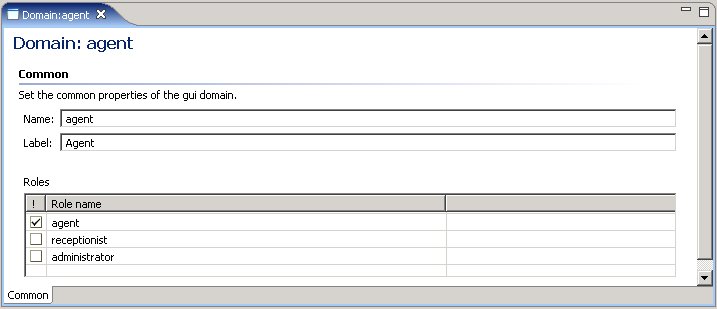 Domain:agent
Domain: agent
Common
Set the common properties of the gui domain.
Name: agent
Label: Agent
Roles
! Role name
agent
receptionist
administrator
Common